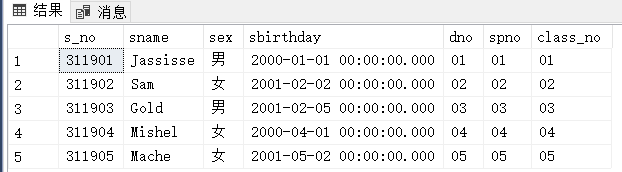 结果 消息
s_no sname sex sbirthday dno spno class_no
1 311901 Jassisse 男 2000-01-01 00:00:00.000 01 01 01
2 311902 Sam 女 2001-02-02 00:00:00.000 02 02 02
3 311903 Gold 男 2001-02-05 00:00:00.000 03 03 03
4 311904 Mishel 女 2000-04-01 00:00:00.000 04 04 04
5 311905 Mache 女 2001-05-02 00:00:00.000 05 05 05